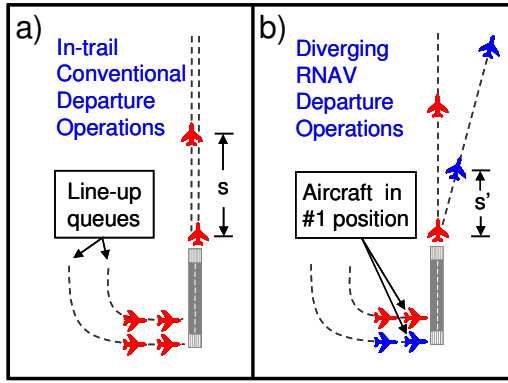 a)
In-trail
Conventional
Departure
Operations
s
Line-up
queues
b)
Diverging
RNAV
Departure
Operations
s'
Aircraft in
#1 position